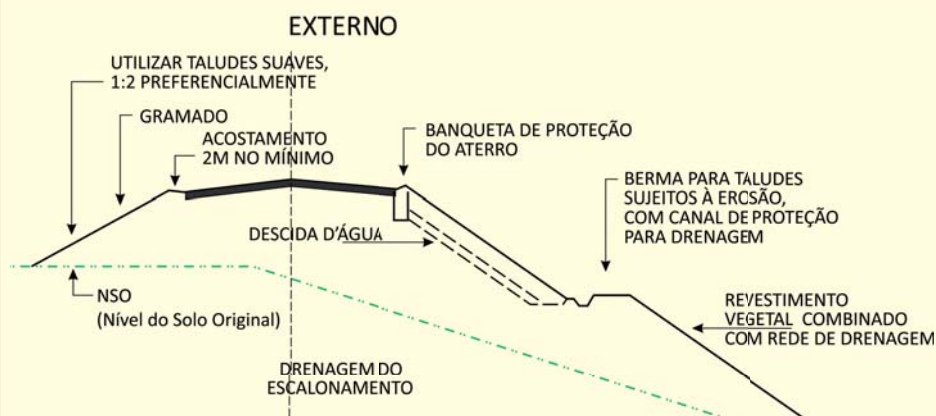 EXTERNO
UTILIZAR TALUDES SUAVES,
1:2 PREFERENCIALMENTE
GRAMADO
ACOSTAMENTO
2M NO MÍNIMO
BANQUETA DE PROTEÇÃO
DO ATERRO
BERMA PARA TALUDES
SUJEITOS À EROSÃO,
COM CANAL DE PROTEÇÃO
PARA DRENAGEM
DESCIDA D'ÁGUA
NSO
(Nível do Solo Original)
REVESTIMENTO
VEGETAL COMBINADO
COM REDE DE DRENAGEM
DRENAGEM DO
ESCALONAMENTO